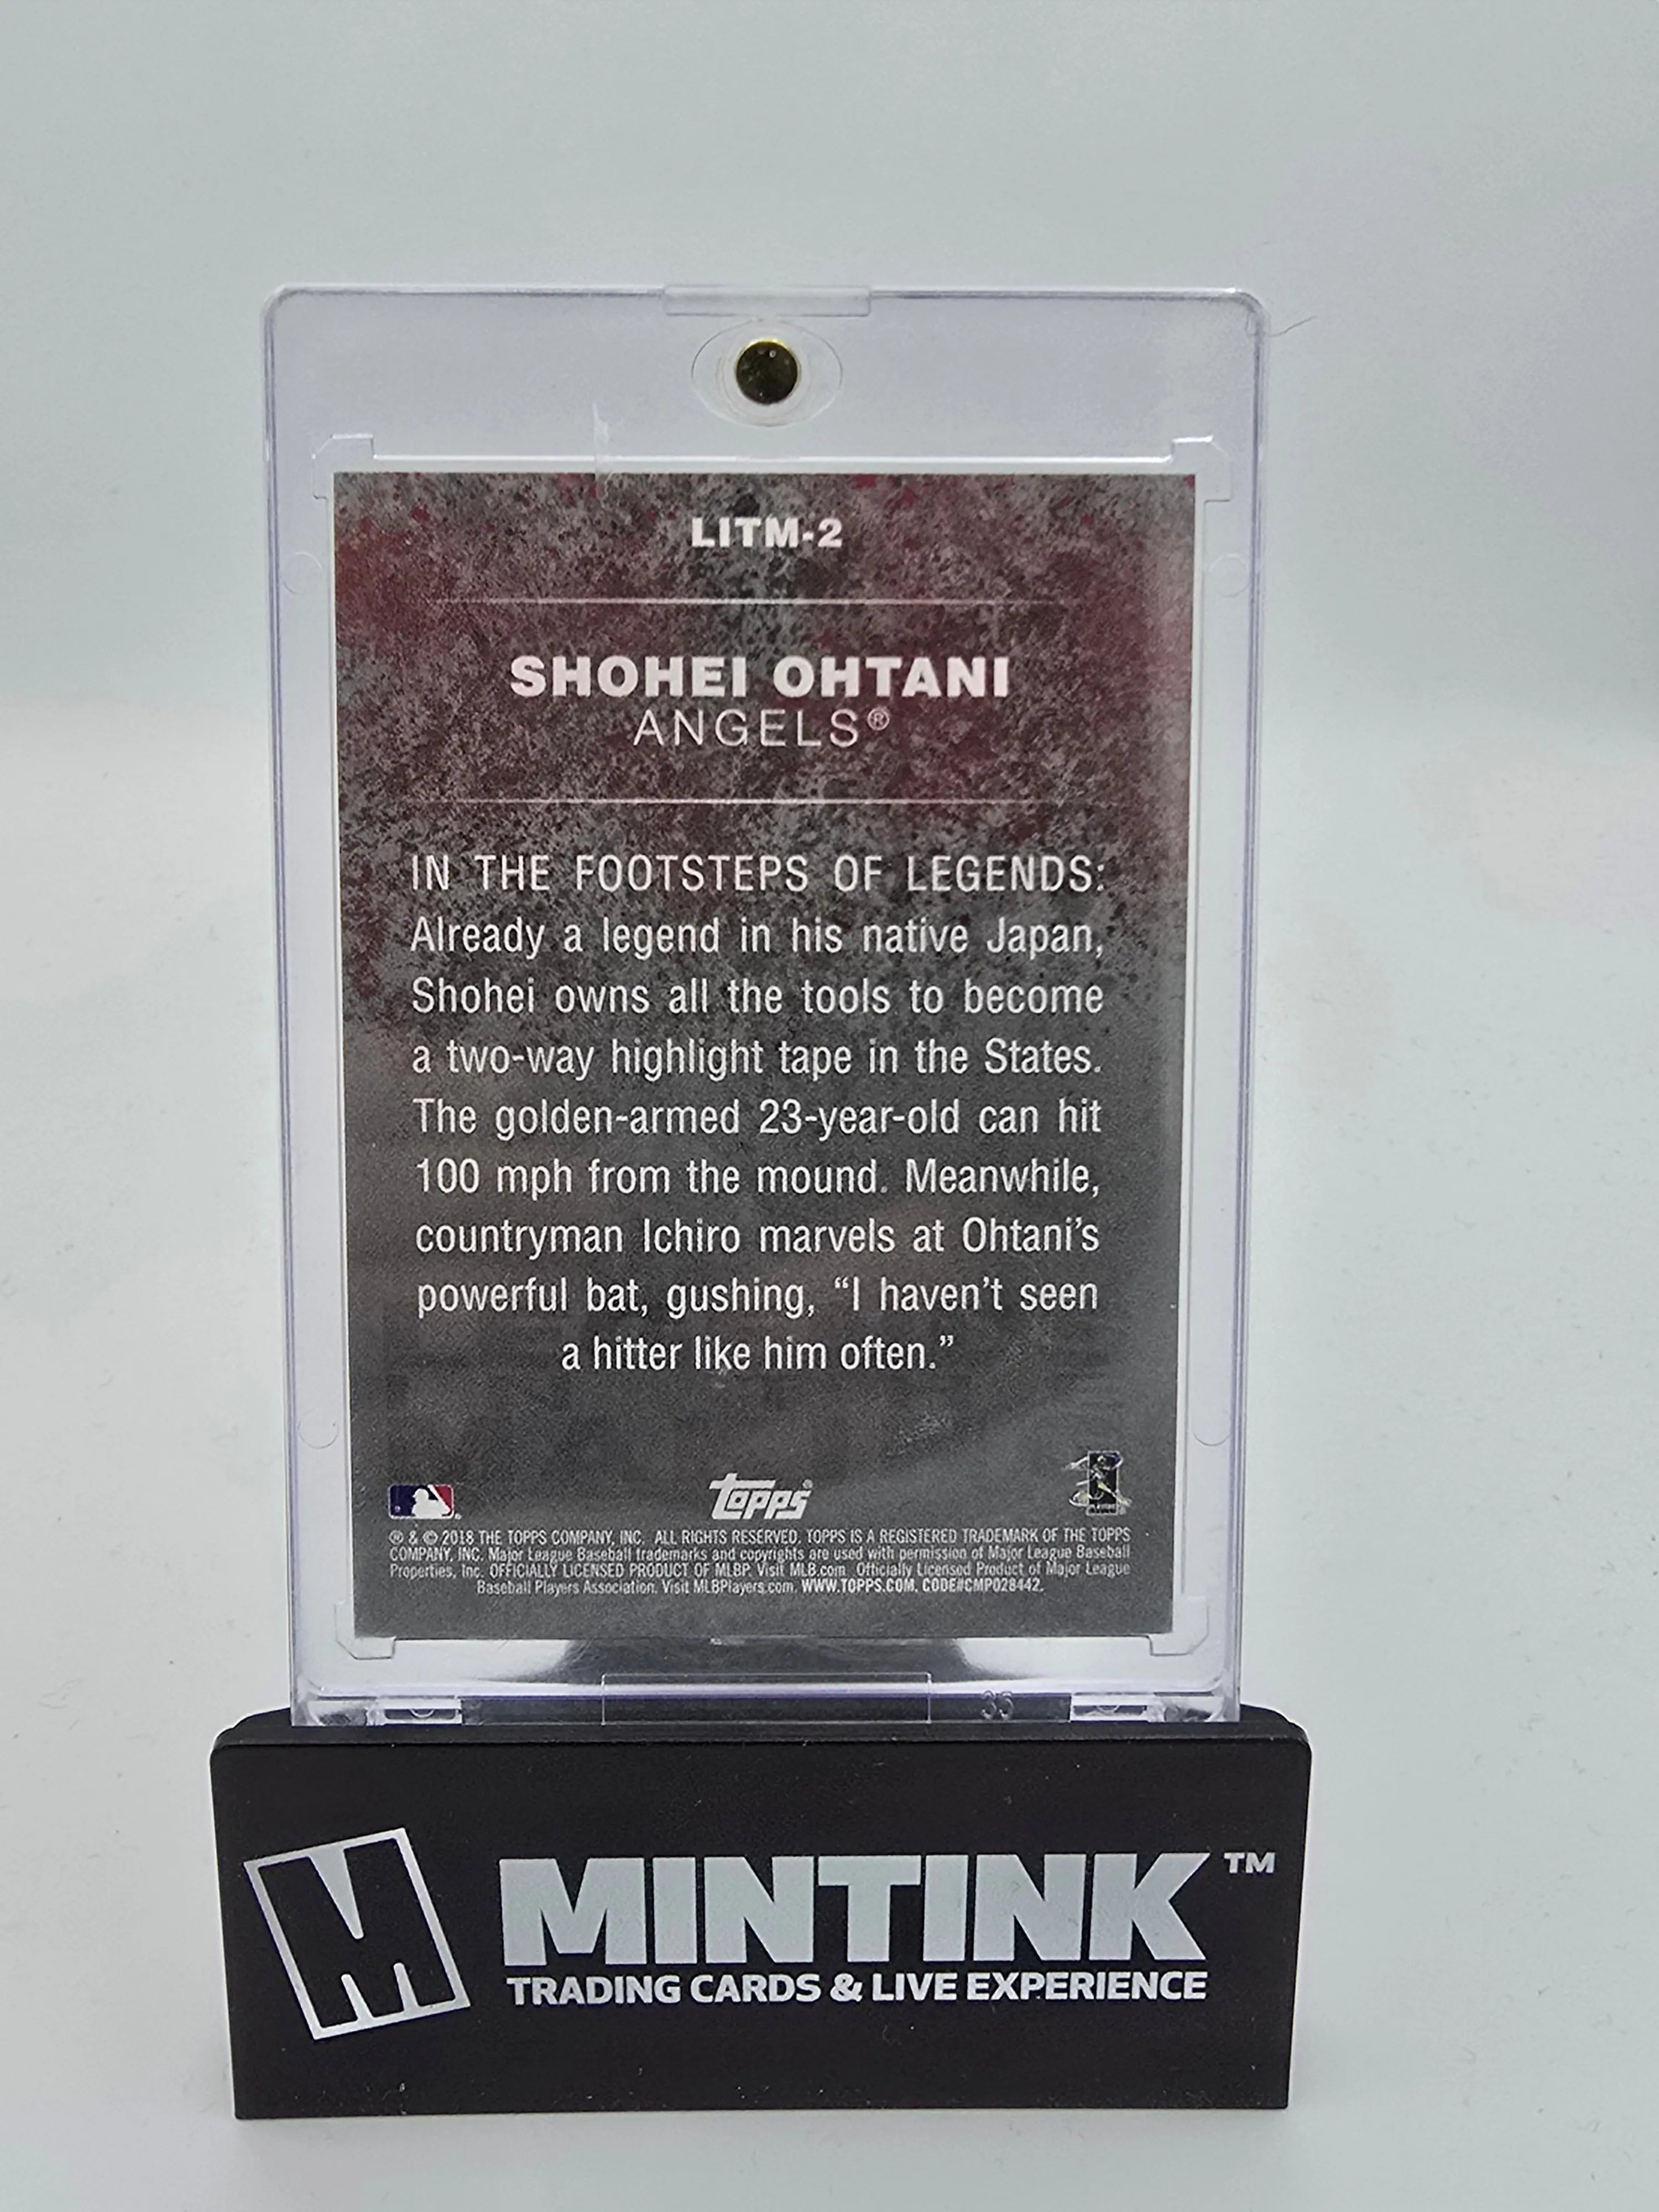 LITM-2
SHOHEI OHTANI
ANGELS®
IN THE FOOTSTEPS OF LEGENDS:
Already a legend in his native Japan,
Shohei owns all the tools to become
a two-way highlight tape in the States.
The golden-armed 23-year-old can hit
100 mph from the mound. Meanwhile,
countryman Ichiro marvels at Ohtani's
powerful bat, gushing, “I haven't seen
a hitter like him often.”
topps®
® & © 2018 THE TOPPS COMPANY, INC. ALL RIGHTS RESERVED. TOPPS IS A REGISTERED TRADEMARK OF THE TOPPS
COMPANY, INC. Major League Baseball trademarks and copyrights are used with permission of Major League Baseball
Properties, Inc. OFFICIALLY LICENSED PRODUCT OF MLBP. Visit MLB.com. Officially Licensed Product of Major League
Baseball Players Association. Visit MLBPlayers.com. WWW.TOPPS.COM. CODE#CMP028442.
35
M MINTINK™
TRADING CARDS & LIVE EXPERIENCE